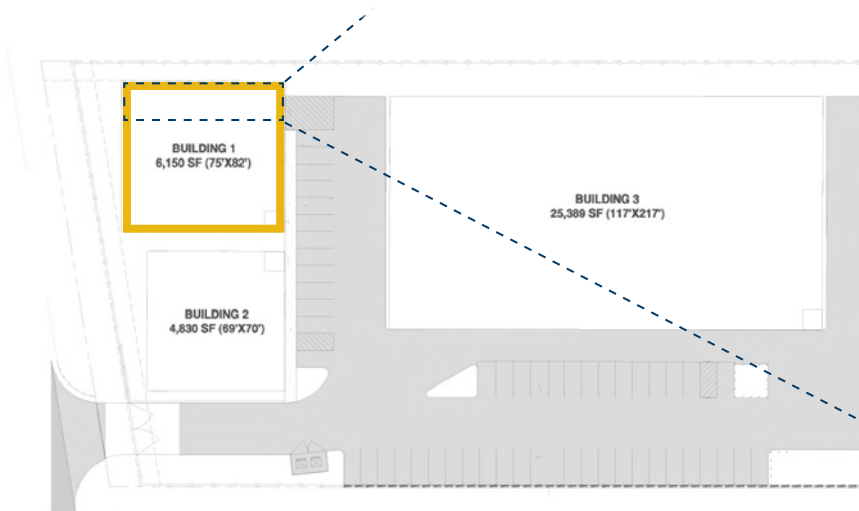 BUILDING 1
6,150 SF (75'X82')
BUILDING 3
25,389 SF (117'X217')
BUILDING 2
4,830 SF (69'X70')